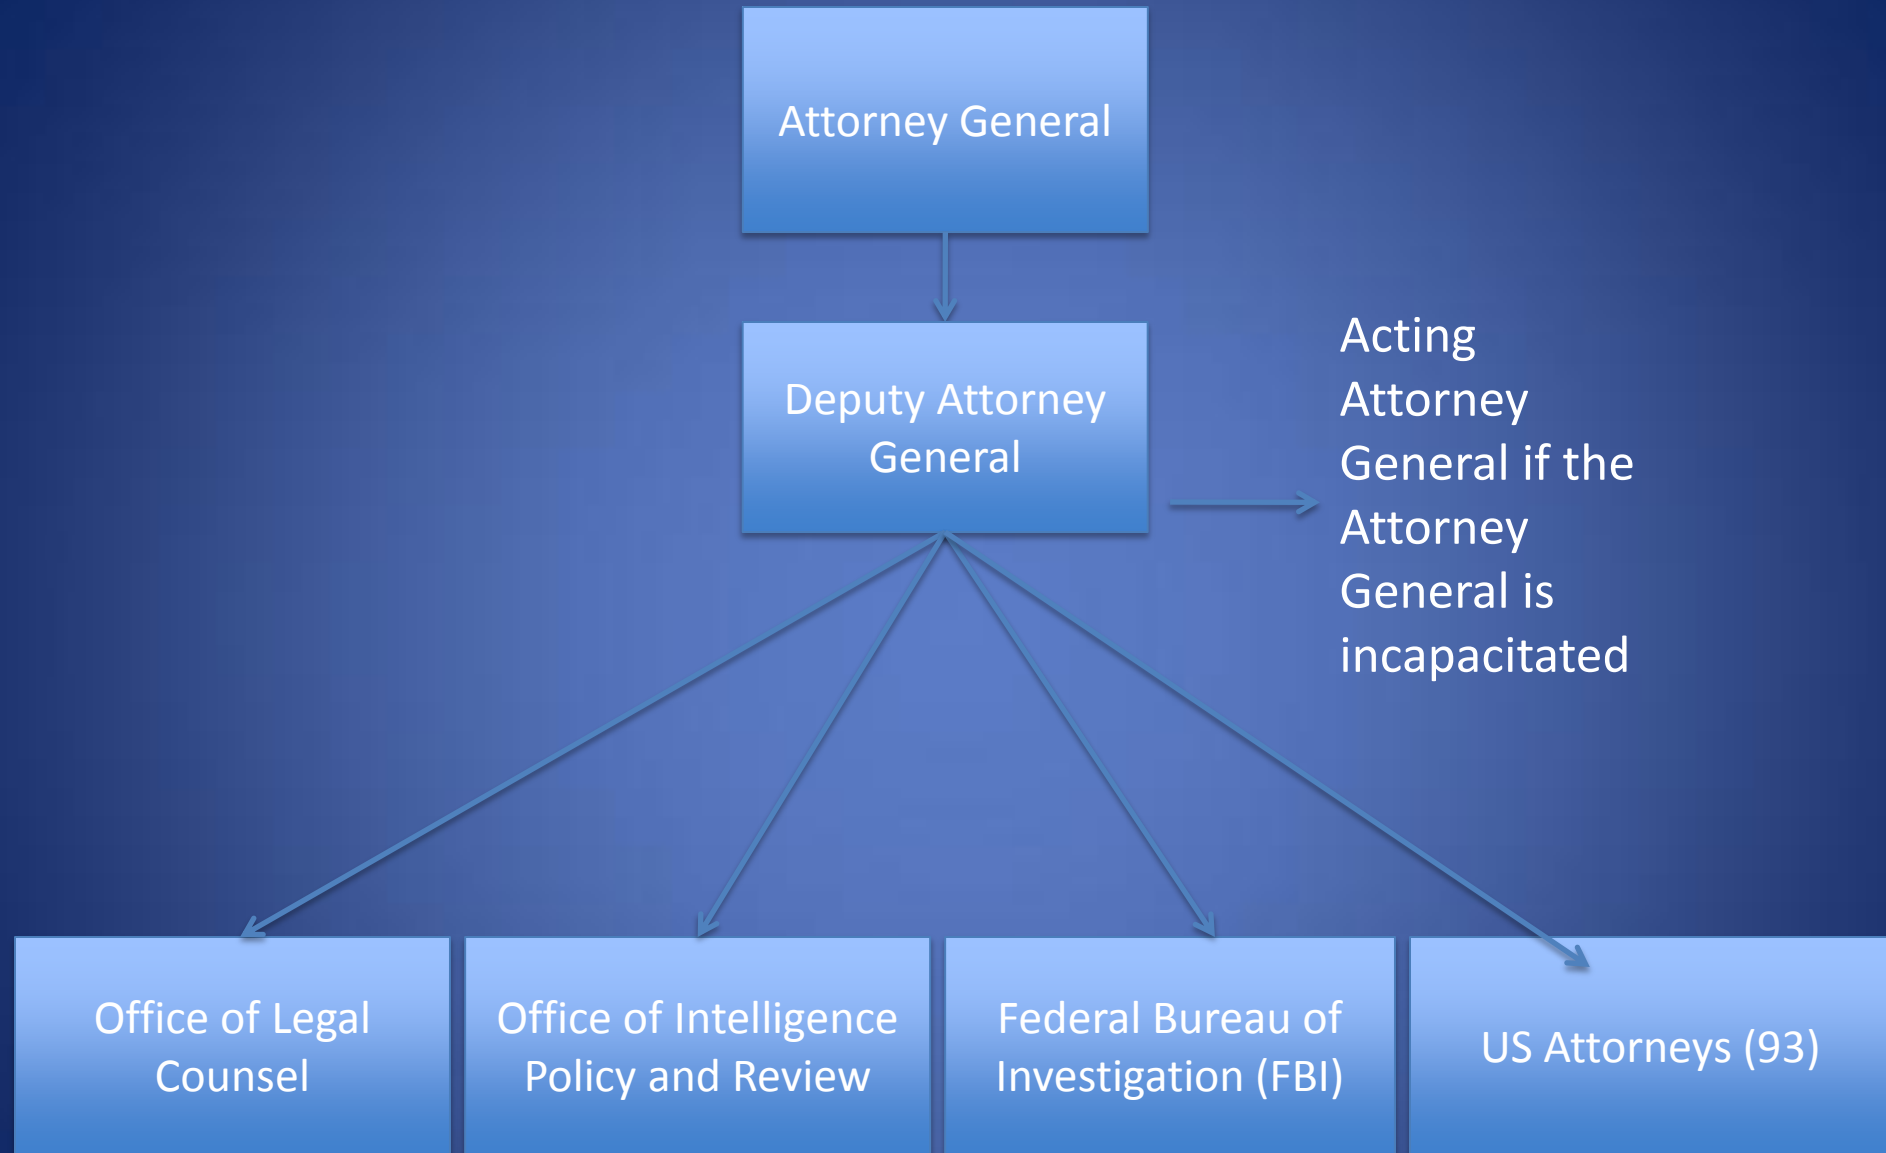 Attorney General
Deputy Attorney
General
Acting
Attorney
General if the
Attorney
General is
incapacitated
Office of Legal
Counsel
Office of Intelligence
Policy and Review
Federal Bureau of
Investigation (FBI)
US Attorneys (93)